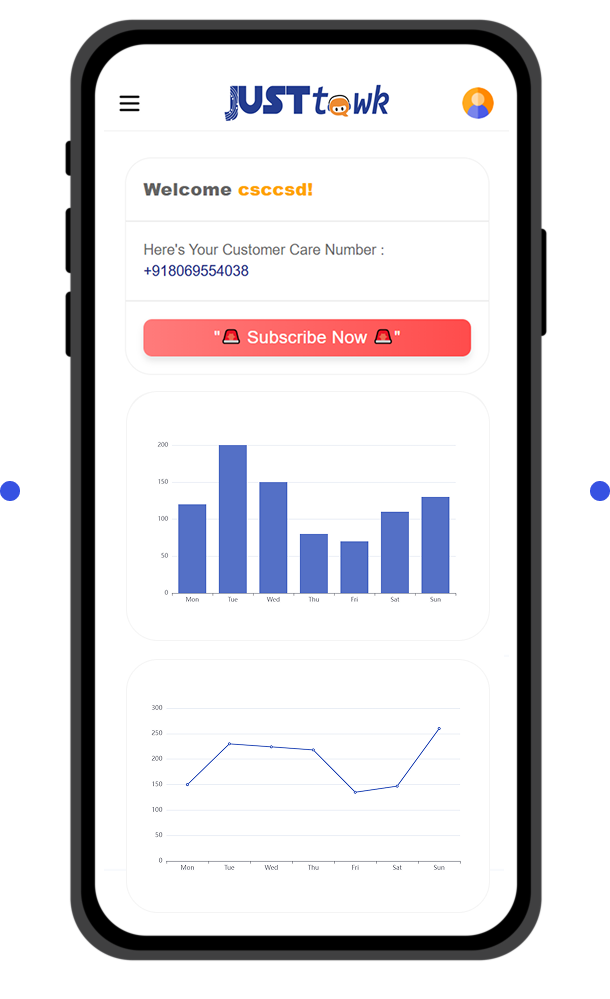 JUST towk
Welcome csccsd!
Here's Your Customer Care Number :
+918069554038
"🚨 Subscribe Now 🚨"
200
150
100
50
0
Mon Tue Wed Thu Fri Sat Sun
300
250
200
150
100
50
0
Mon Tue Wed Thu Fri Sat Sun